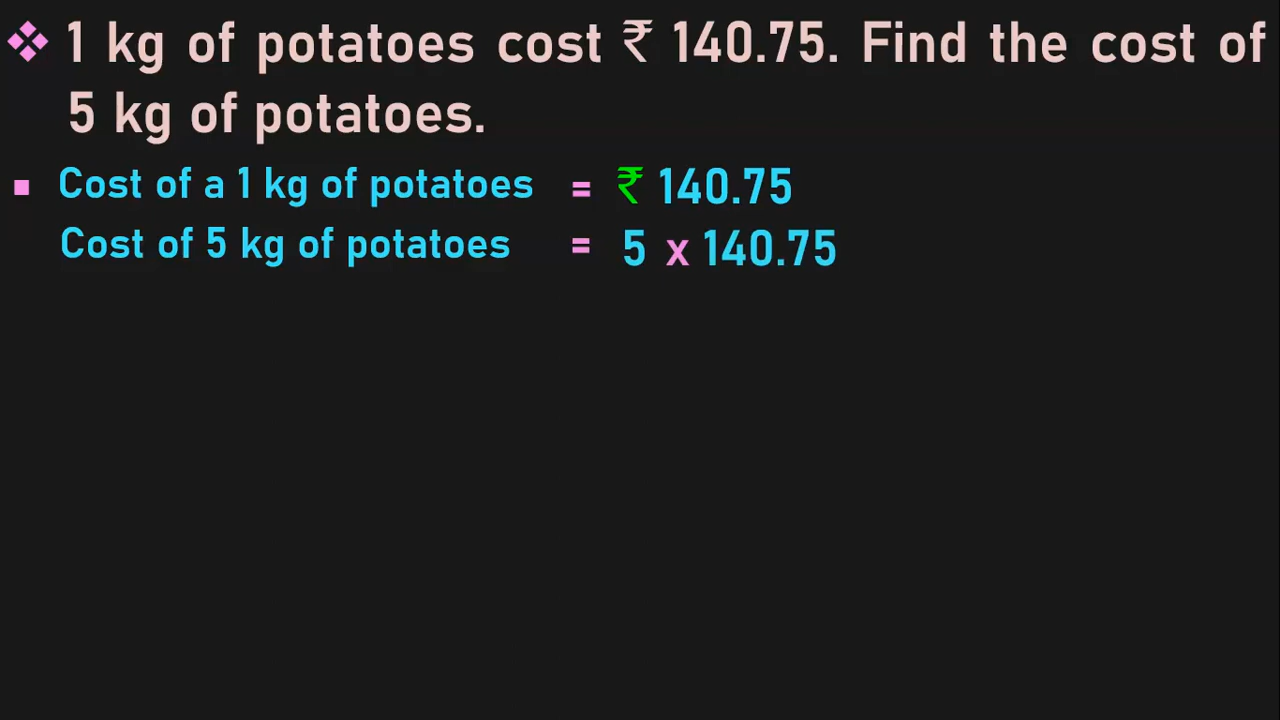 ❖ 1 kg of potatoes cost ₹ 140.75. Find the cost of
5 kg of potatoes.
▪ Cost of a 1 kg of potatoes = ₹ 140.75
Cost of 5 kg of potatoes = 5 x 140.75